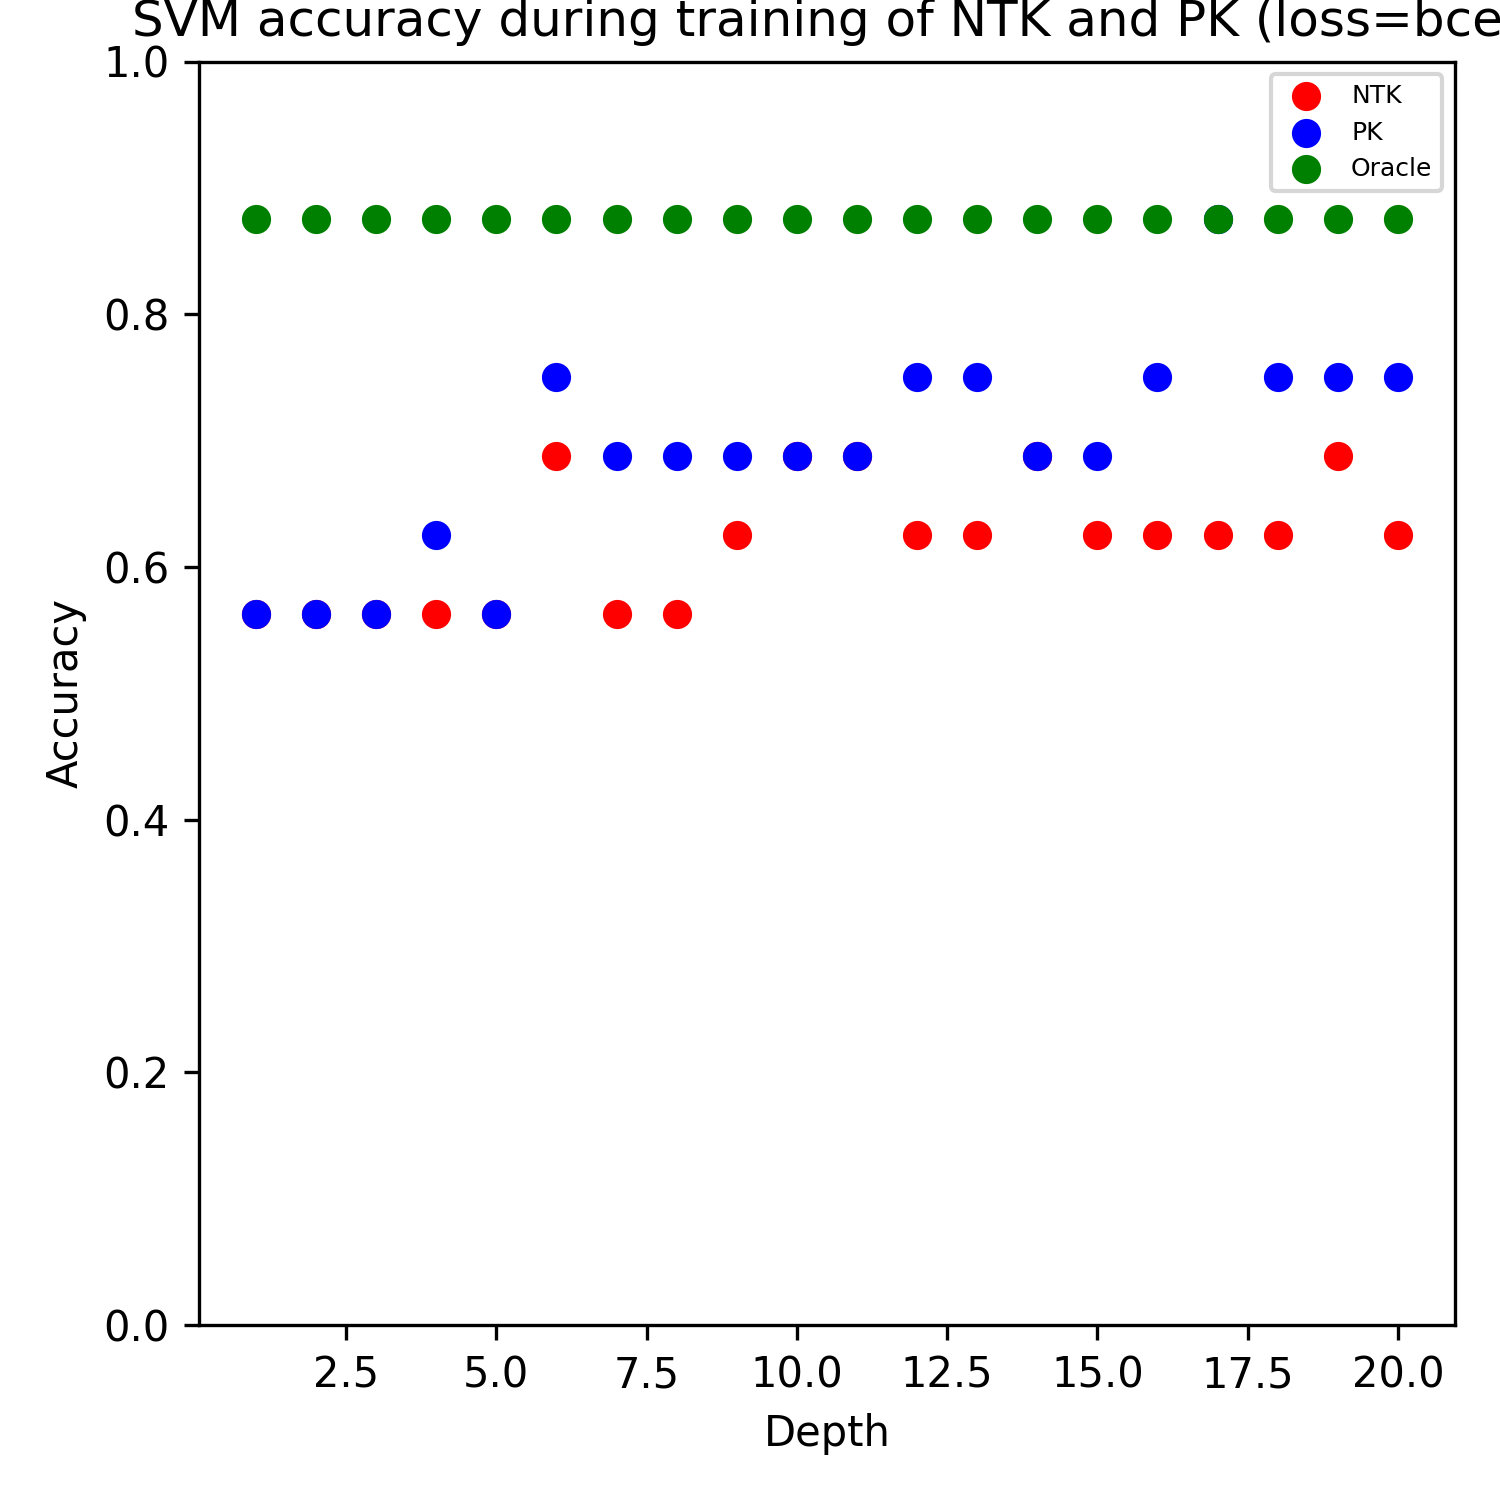 SVM accuracy during training of NTK and PK (loss=bce
1.0
NTK
PK
Oracle
0.8
0.6
0.4
0.2
0.0
Accuracy
2.5 5.0 7.5 10.0 12.5 15.0 17.5 20.0
Depth